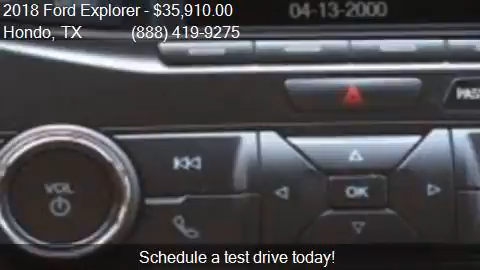 2018 Ford Explorer - $35,910.00
Hondo, TX (888) 419-9275
04-13-2000
PASS
VOL
OK
Schedule a test drive today!